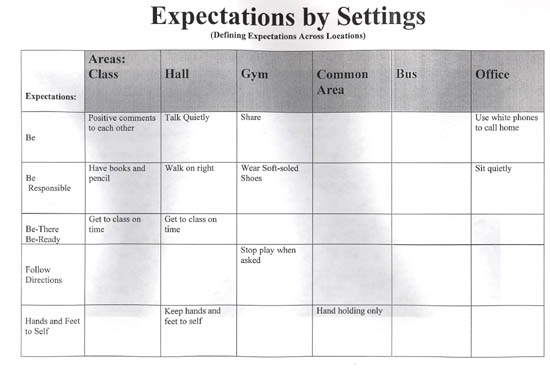 Expectations by Settings
(Defining Expectations Across Locations)
Areas:
Class
Hall
Gym
Common
Area
Bus
Office
Expectations:
Be
Positive comments
to each other
Talk Quietly
Share
Use white phones
to call home
Be
Responsible
Have books and
pencil
Walk on right
Wear Soft-soled
Shoes
Sit quietly
Be-There
Be-Ready
Get to class on
time
Get to class on
time
Follow
Directions
Stop play when
asked
Hands and Feet
to Self
Keep hands and
feet to self
Hand holding only